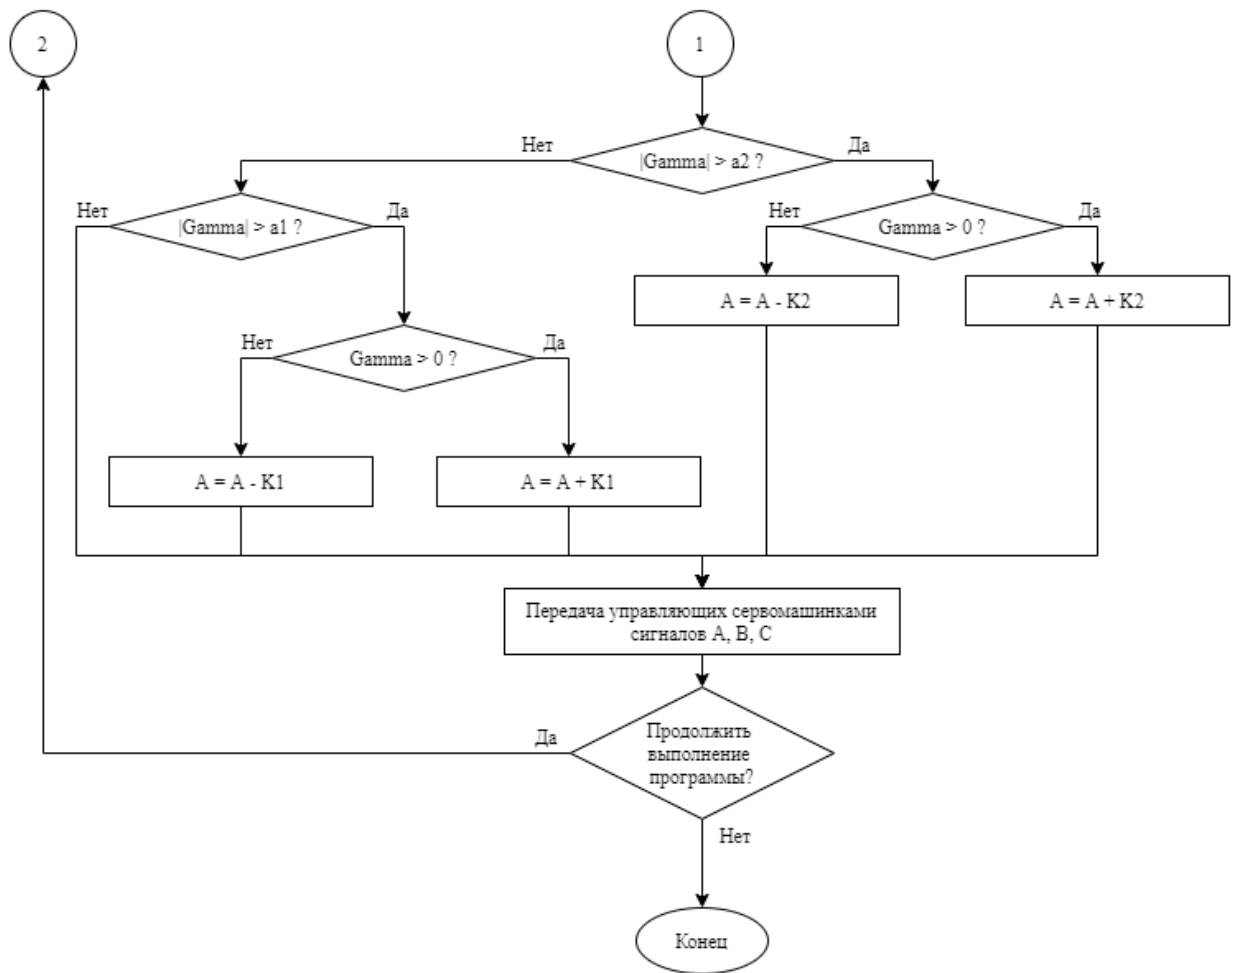 2
1
Нет
|Gamma| > a2 ?
Да
Нет
|Gamma| > a1 ?
Да
Нет
Gamma > 0 ?
Да
A = A - K2
A = A + K2
Нет
Gamma > 0 ?
Да
A = A - K1
A = A + K1
Передача управляющих сервомашинками
сигналов A, B, C
Да
Продолжить
выполнение
программы?
Нет
Конец